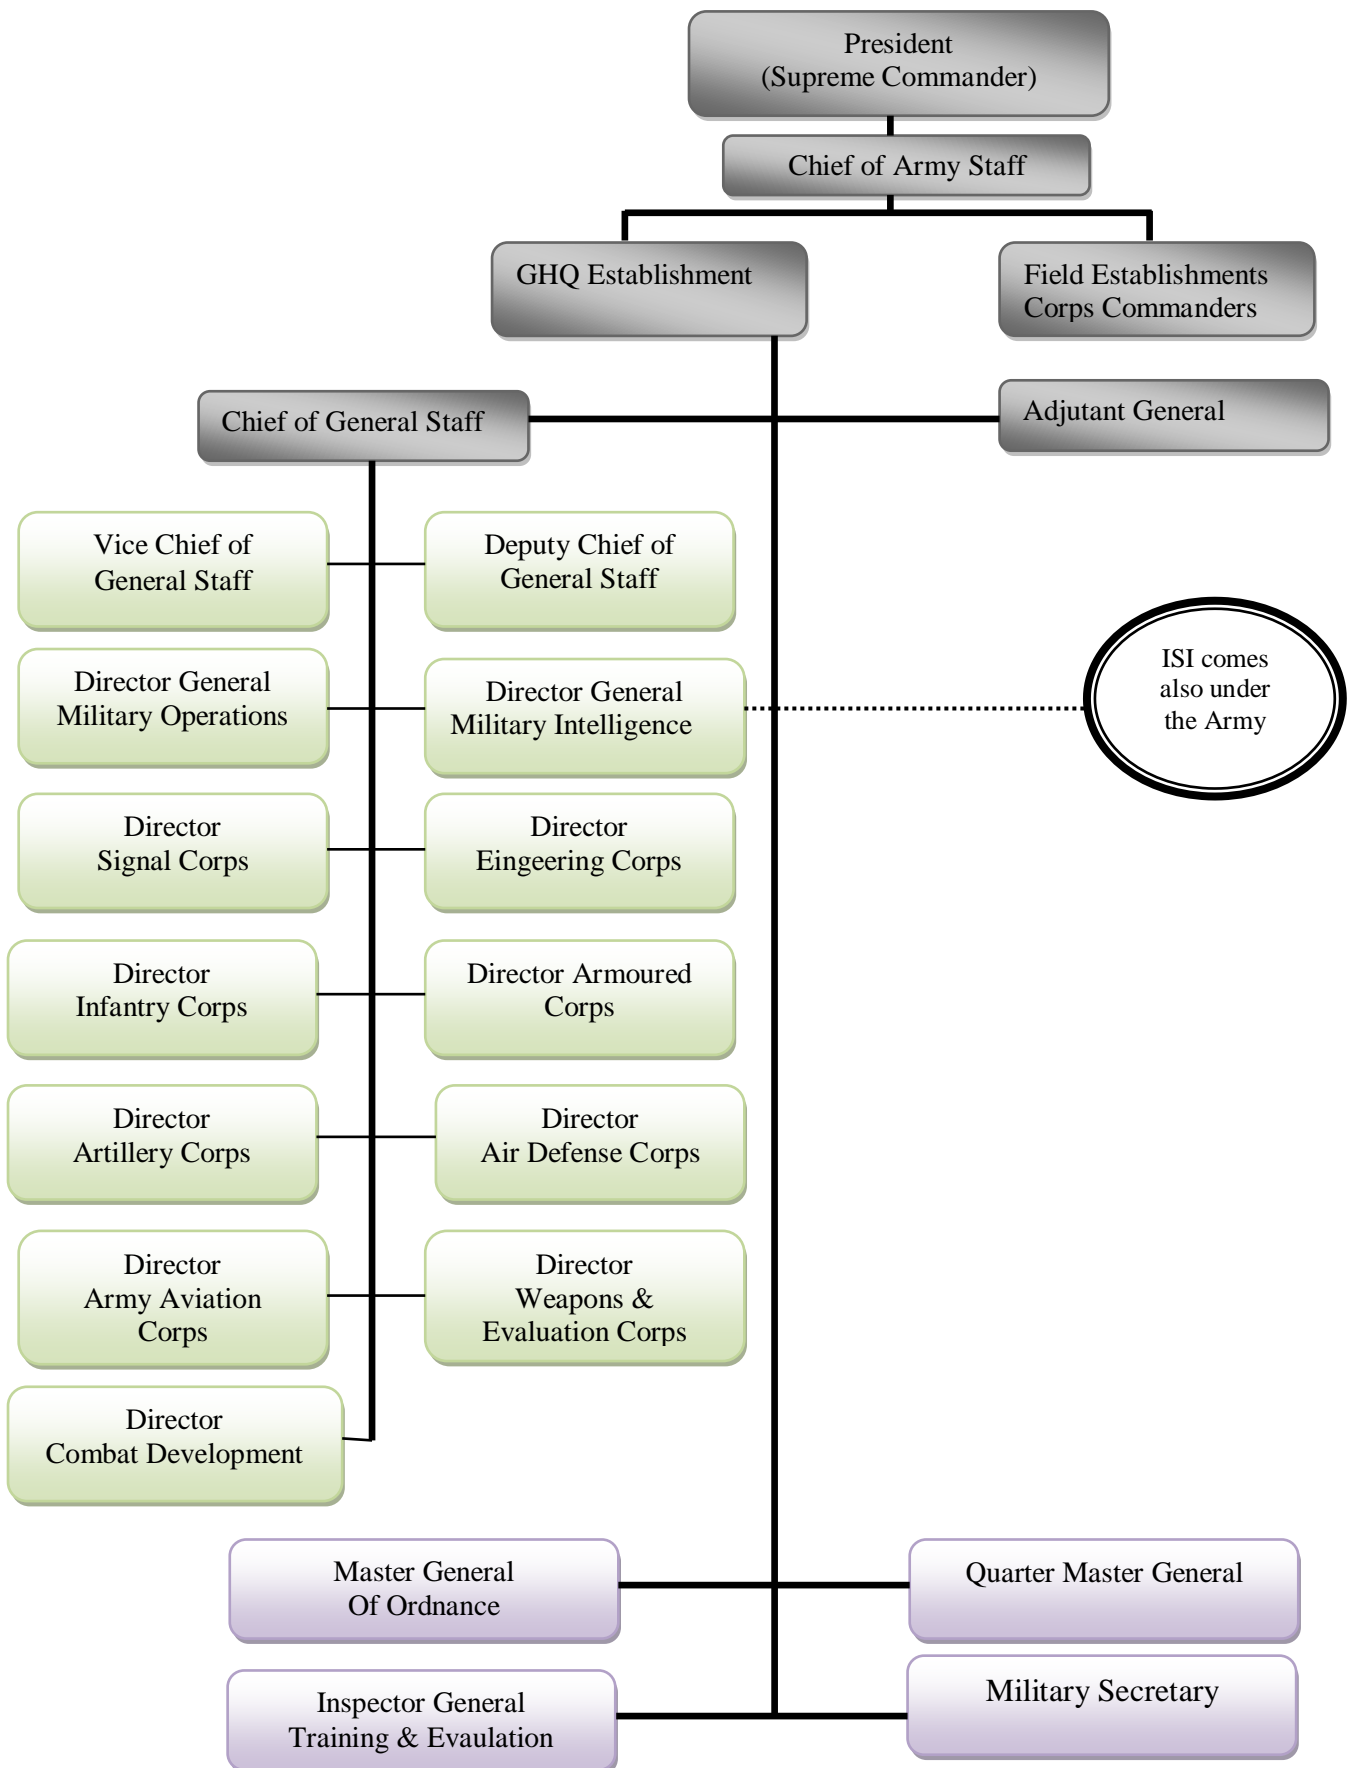 President
(Supreme Commander)
Chief of Army Staff
GHQ Establishment
Field Establishments
Corps Commanders
Chief of General Staff
Adjutant General
Vice Chief of
General Staff
Deputy Chief of
General Staff
Director General
Military Operations
Director General
Military Intelligence
ISI comes
also under
the Army
Director
Signal Corps
Director
Eingeering Corps
Director
Infantry Corps
Director Armoured
Corps
Director
Artillery Corps
Director
Air Defense Corps
Director
Army Aviation
Corps
Director
Weapons &
Evaluation Corps
Director
Combat Development
Master General
Of Ordnance
Quarter Master General
Inspector General
Training & Evaulation
Military Secretary